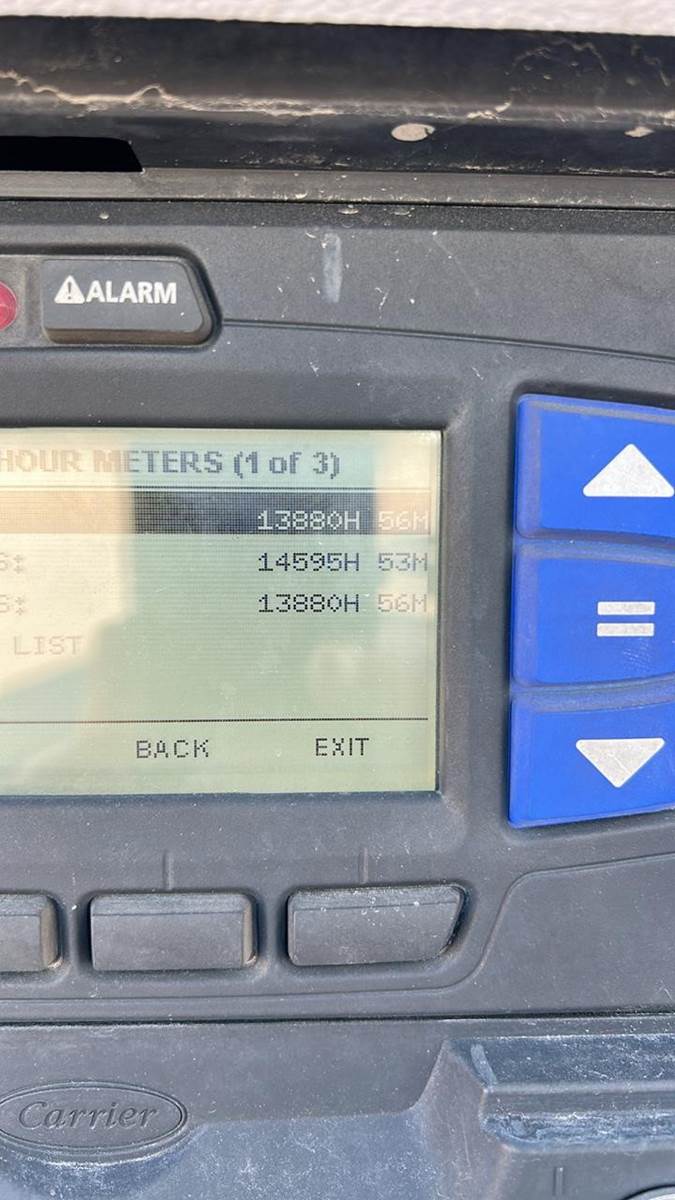 ALARM
HOUR METERS (1 of 3)
13880H 56M
S: 14595H 53M
S: 13880H 56M
LIST
BACK EXIT
Carrier